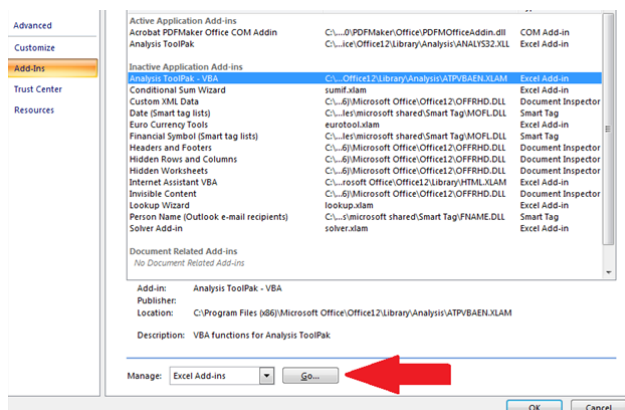 Advanced
Customize
Add-Ins
Trust Center
Resources
Active Application Add-ins
Acrobat PDFMaker Office COM Addin C:\...0\PDFMaker\Office\PDFMOfficeAddin.dll COM Add-in
Analysis ToolPak C:\...ice\Office12\Library\Analysis\ANALYS32.XLL Excel Add-in
Inactive Application Add-ins
Analysis ToolPak - VBA C:\...Office12\Library\Analysis\ATPVBAEN.XLAM Excel Add-in
Conditional Sum Wizard sumif.xlam Excel Add-in
Custom XML Data C:\...6)\Microsoft Office\Office12\OFFRHD.DLL Document Inspector
Date (Smart tag lists) C:\...les\microsoft shared\Smart Tag\MOFL.DLL Smart Tag
Euro Currency Tools eurotool.xlam Excel Add-in
Financial Symbol (Smart tag lists) C:\...les\microsoft shared\Smart Tag\MOFL.DLL Smart Tag
Headers and Footers C:\...6)\Microsoft Office\Office12\OFFRHD.DLL Document Inspector
Hidden Rows and Columns C:\...6)\Microsoft Office\Office12\OFFRHD.DLL Document Inspector
Hidden Worksheets C:\...6)\Microsoft Office\Office12\OFFRHD.DLL Document Inspector
Internet Assistant VBA C:\...rosoft Office\Office12\Library\HTML.XLAM Excel Add-in
Invisible Content C:\...6)\Microsoft Office\Office12\OFFRHD.DLL Document Inspector
Lookup Wizard lookup.xlam Excel Add-in
Person Name (Outlook e-mail recipients) C:\...s\microsoft shared\Smart Tag\FNAME.DLL Smart Tag
Solver Add-in solver.xlam Excel Add-in
Document Related Add-ins
No Document Related Add-ins
Add-in: Analysis ToolPak - VBA
Publisher:
Location: C:\Program Files (x86)\Microsoft Office\Office12\Library\Analysis\ATPVBAEN.XLAM
Description: VBA functions for Analysis ToolPak
Manage: Excel Add-ins Go...
OK Cancel